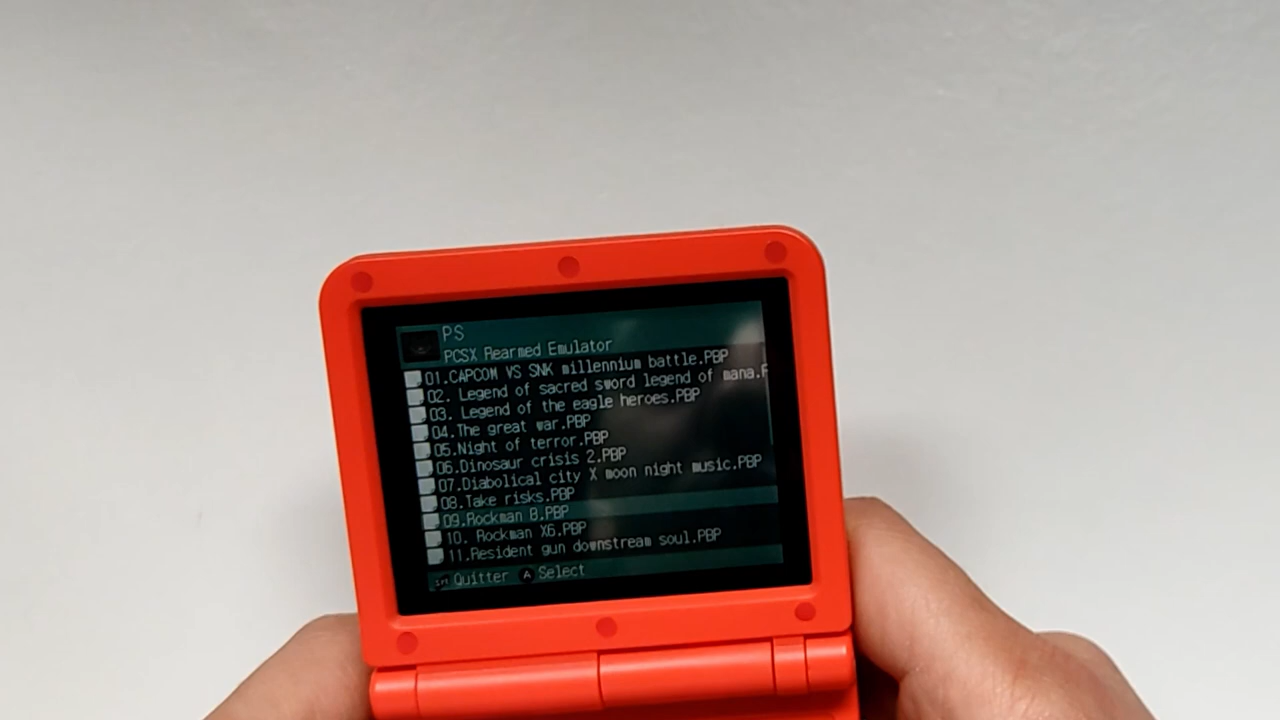 PS
PCSX Rearmed Emulator
01.CAPCOM VS SNK millennium battle.PBP
02. Legend of sacred sword legend of mana.P
03. Legend of the eagle heroes.PBP
04.The great war.PBP
05.Night of terror.PBP
06.Dinosaur crisis 2.PBP
07.Diabolical city X moon night music.PBP
08.Take risks.PBP
09.Rockman 8.PBP
10. Rockman X6.PBP
11.Resident gun downstream soul.PBP
Quitter A Select